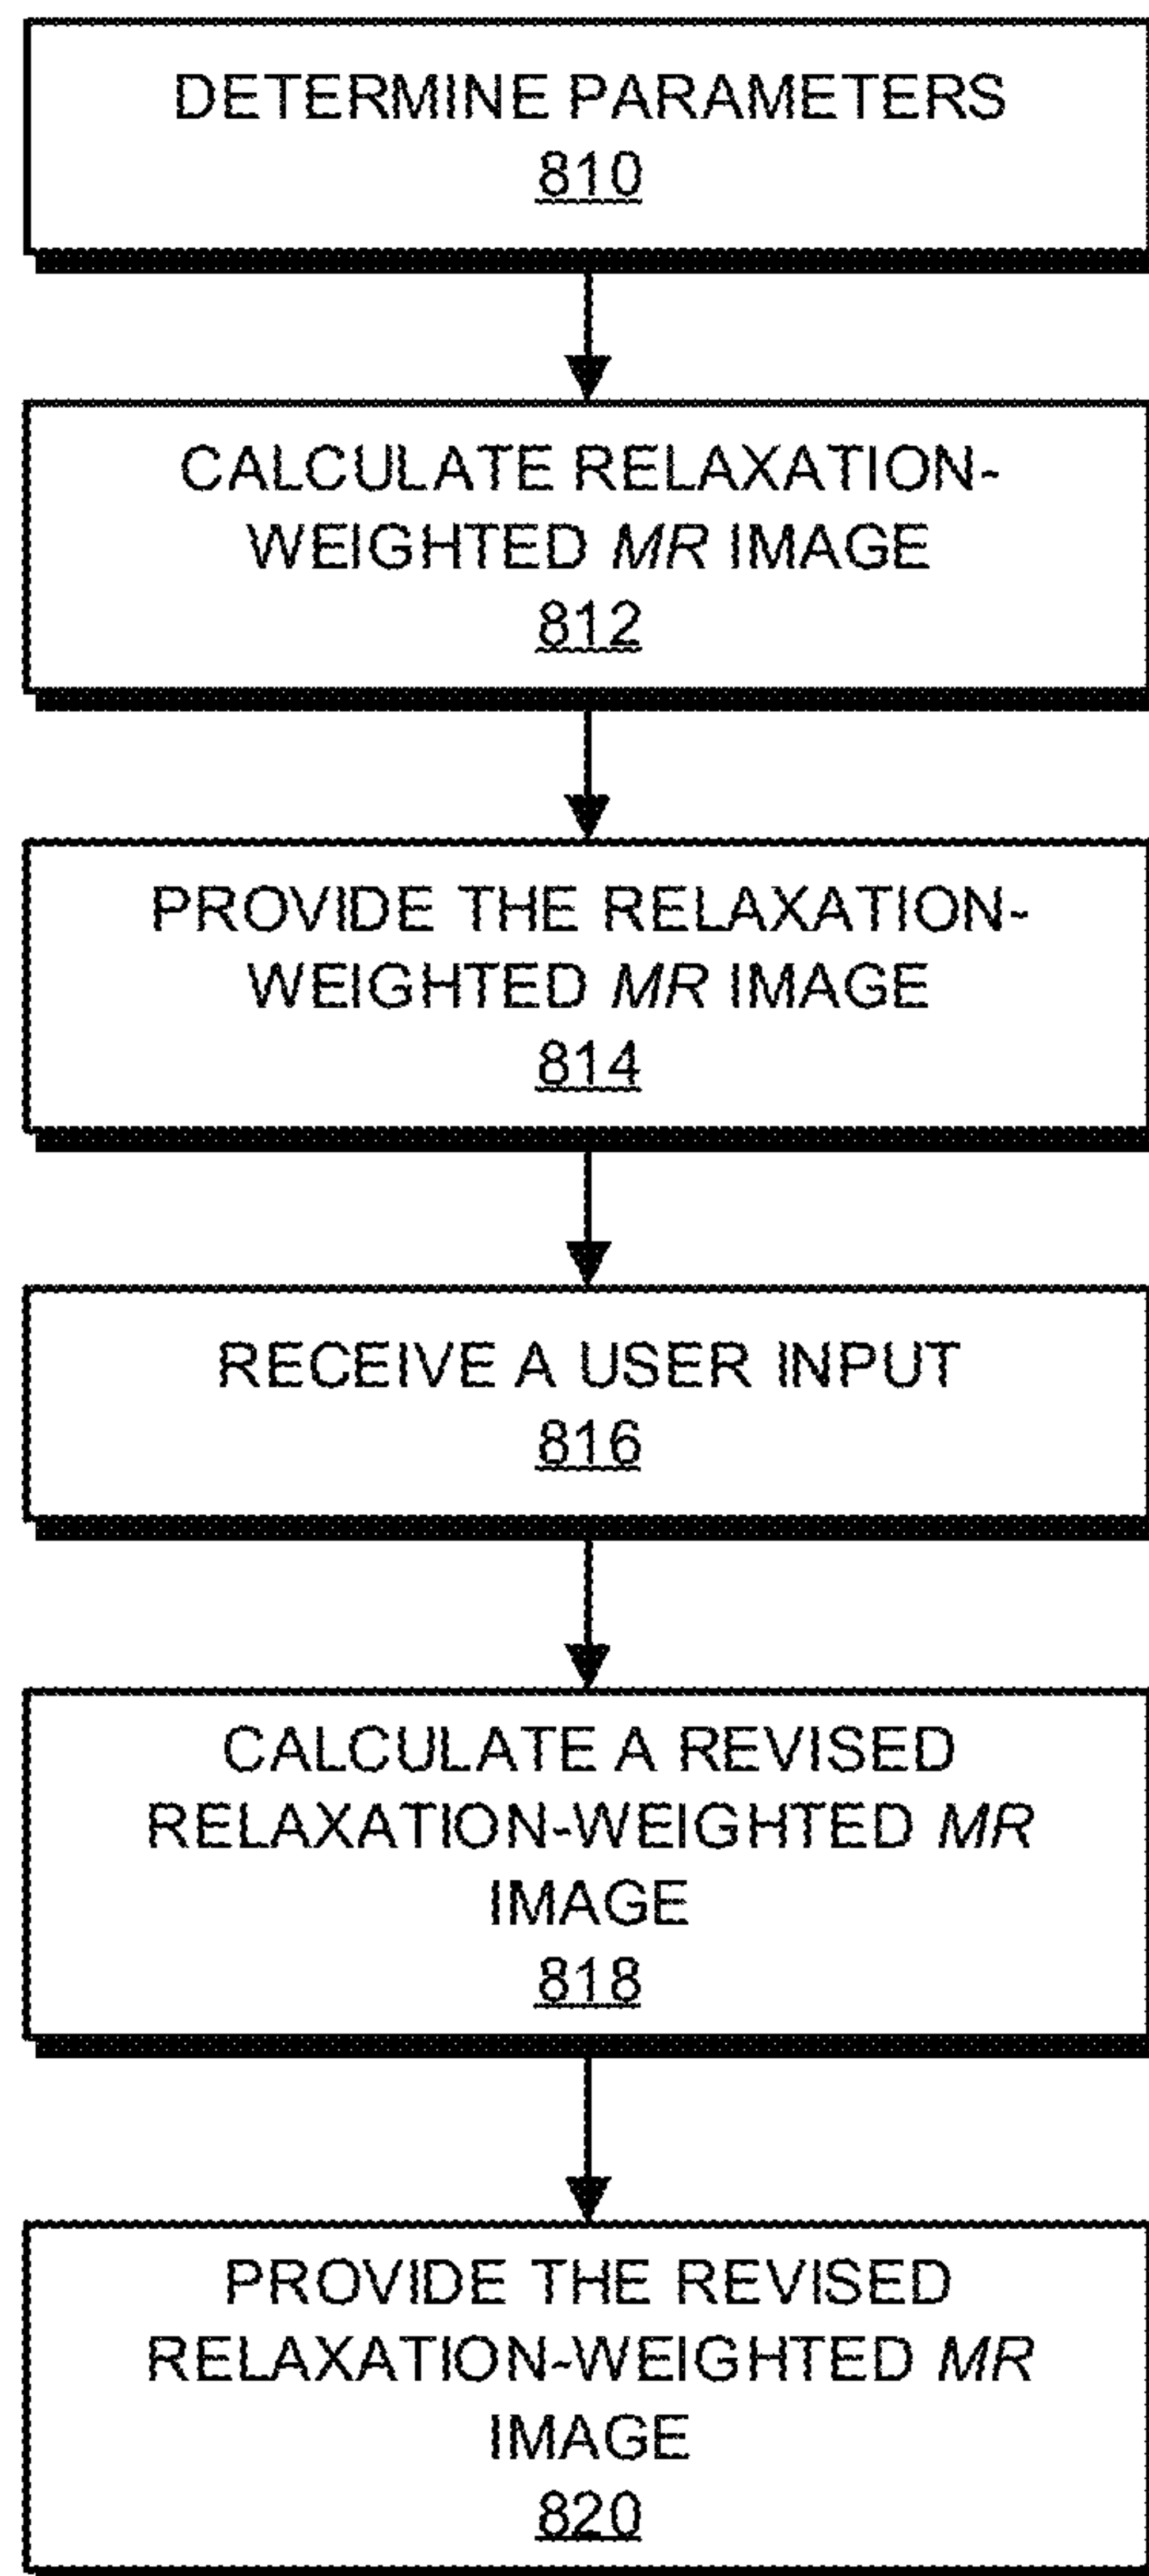 DETERMINE PARAMETERS
810
CALCULATE RELAXATION-
WEIGHTED MR IMAGE
812
PROVIDE THE RELAXATION-
WEIGHTED MR IMAGE
814
RECEIVE A USER INPUT
816
CALCULATE A REVISED
RELAXATION-WEIGHTED MR
IMAGE
818
PROVIDE THE REVISED
RELAXATION-WEIGHTED MR
IMAGE
820